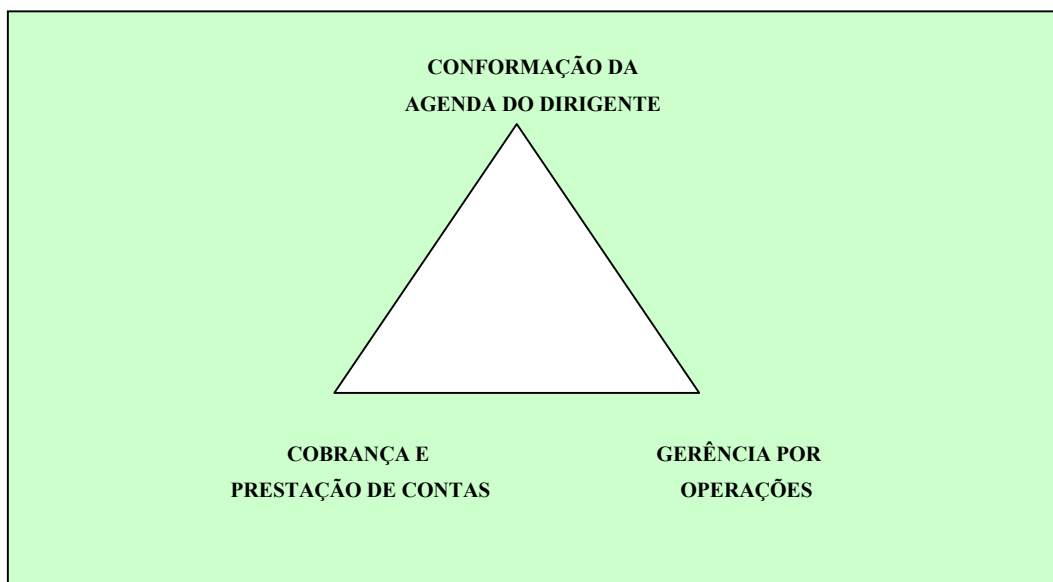 CONFORMAÇÃO DA
AGENDA DO DIRIGENTE
COBRANÇA E
PRESTAÇÃO DE CONTAS
GERÊNCIA POR
OPERAÇÕES